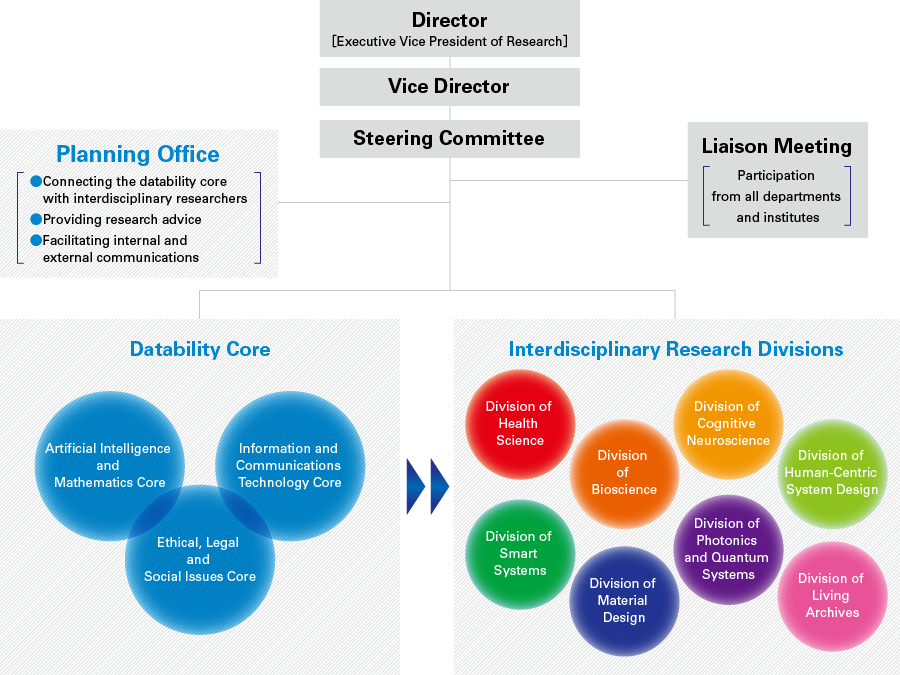 Director
[Executive Vice President of Research]
Vice Director
Steering Committee
Liaison Meeting
Participation
from all departments
and institutes
Planning Office
Connecting the datability core
with interdisciplinary researchers
Providing research advice
Facilitating internal and
external communications
Datability Core
Artificial Intelligence
and
Mathematics Core
Information and
Communications
Technology Core
Ethical, Legal
and
Social Issues Core
Interdisciplinary Research Divisions
Division of
Health
Science
Division
of
Bioscience
Division of
Cognitive
Neuroscience
Division of
Human-Centric
System Design
Division of
Smart
Systems
Division of
Material
Design
Division of
Photonics
and Quantum
Systems
Division of
Living
Archives